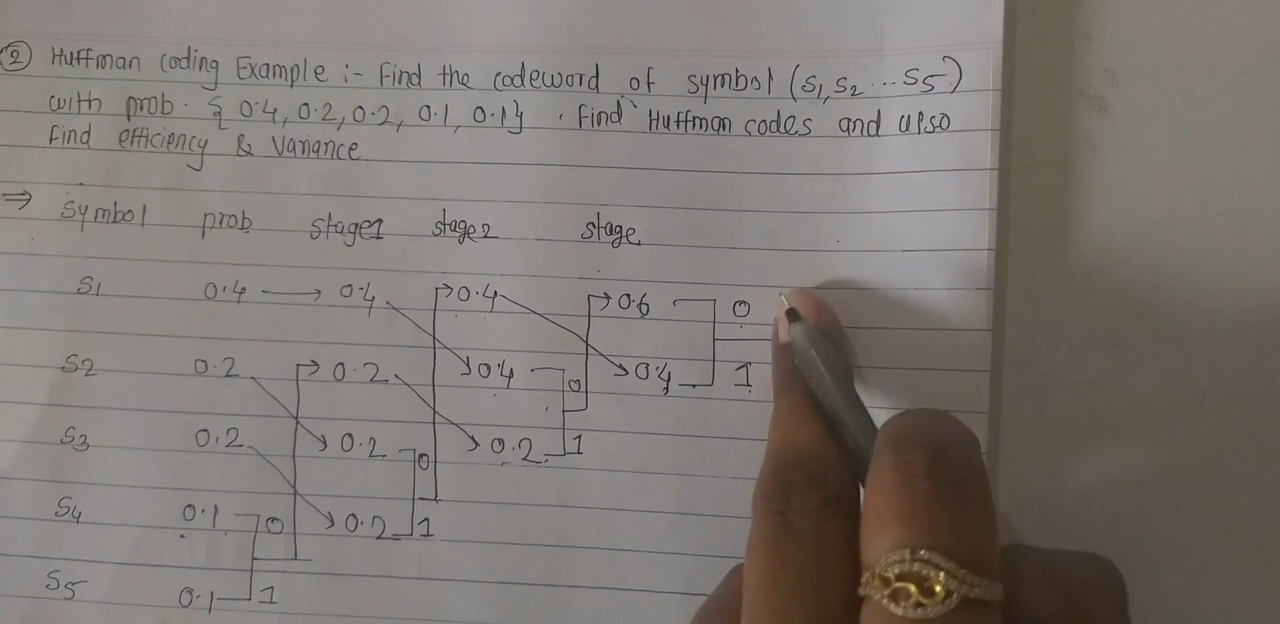 ② Huffman coding Example :- Find the codeword of symbol (S1, S2 ... S5)
with prob. { 0.4, 0.2, 0.2, 0.1, 0.1} . Find Huffman codes and also
find efficiency & Variance
⇒ Symbol prob stage1 stage2 stage
S1 0.4 → 0.4 0.4 0.6 0
S2 0.2 0.2 0.4 0 0.4 1
S3 0.2 0.2 0 0.2 1
S4 0.1 0 0.2 1
S5 0.1 1